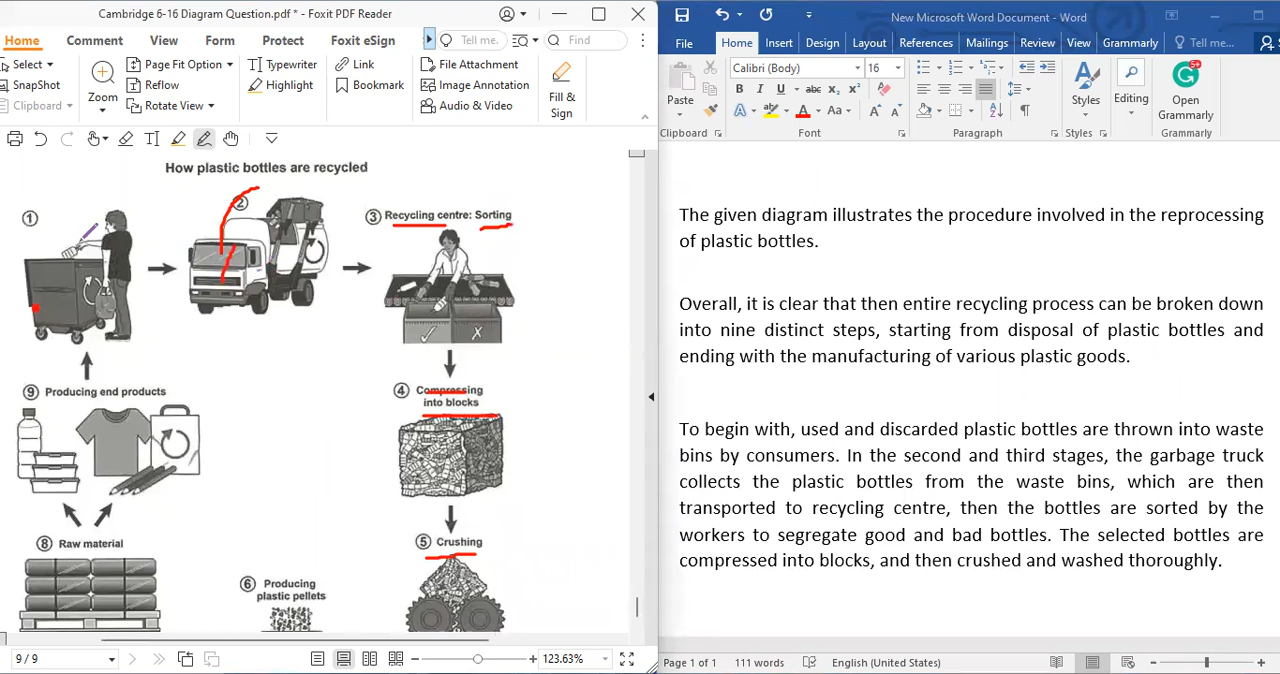 Cambridge 6-16 Diagram Question.pdf * - Foxit PDF Reader
Home Comment View Form Protect Foxit eSign Tell me. Find
Select Page Fit Option Typewriter Link File Attachment
SnapShot Reflow Highlight Bookmark Image Annotation
Clipboard Zoom Rotate View Audio & Video Fill & Sign
How plastic bottles are recycled
1
2
3 Recycling centre: Sorting
9 Producing end products
4 Compressing
into blocks
8 Raw material
5 Crushing
6 Producing
plastic pellets
9 / 9 123.63%
New Microsoft Word Document - Word
File Home Insert Design Layout References Mailings Review View Grammarly Tell me...
Calibri (Body) 16
Paste B I U abc X₂ X² Styles Editing Open
Grammarly
Clipboard Font Paragraph Styles Grammarly
The given diagram illustrates the procedure involved in the reprocessing
of plastic bottles.
Overall, it is clear that then entire recycling process can be broken down
into nine distinct steps, starting from disposal of plastic bottles and
ending with the manufacturing of various plastic goods.
To begin with, used and discarded plastic bottles are thrown into waste
bins by consumers. In the second and third stages, the garbage truck
collects the plastic bottles from the waste bins, which are then
transported to recycling centre, then the bottles are sorted by the
workers to segregate good and bad bottles. The selected bottles are
compressed into blocks, and then crushed and washed thoroughly.
Page 1 of 1 111 words English (United States)